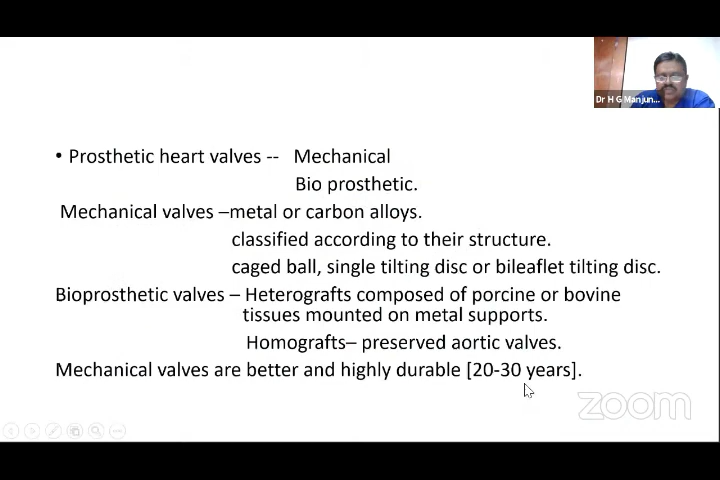 Dr H G Manjun...
• Prosthetic heart valves -- Mechanical
Bio prosthetic.
Mechanical valves –metal or carbon alloys.
classified according to their structure.
caged ball, single tilting disc or bileaflet tilting disc.
Bioprosthetic valves – Heterografts composed of porcine or bovine
tissues mounted on metal supports.
Homografts– preserved aortic valves.
Mechanical valves are better and highly durable [20-30 years].
zoom